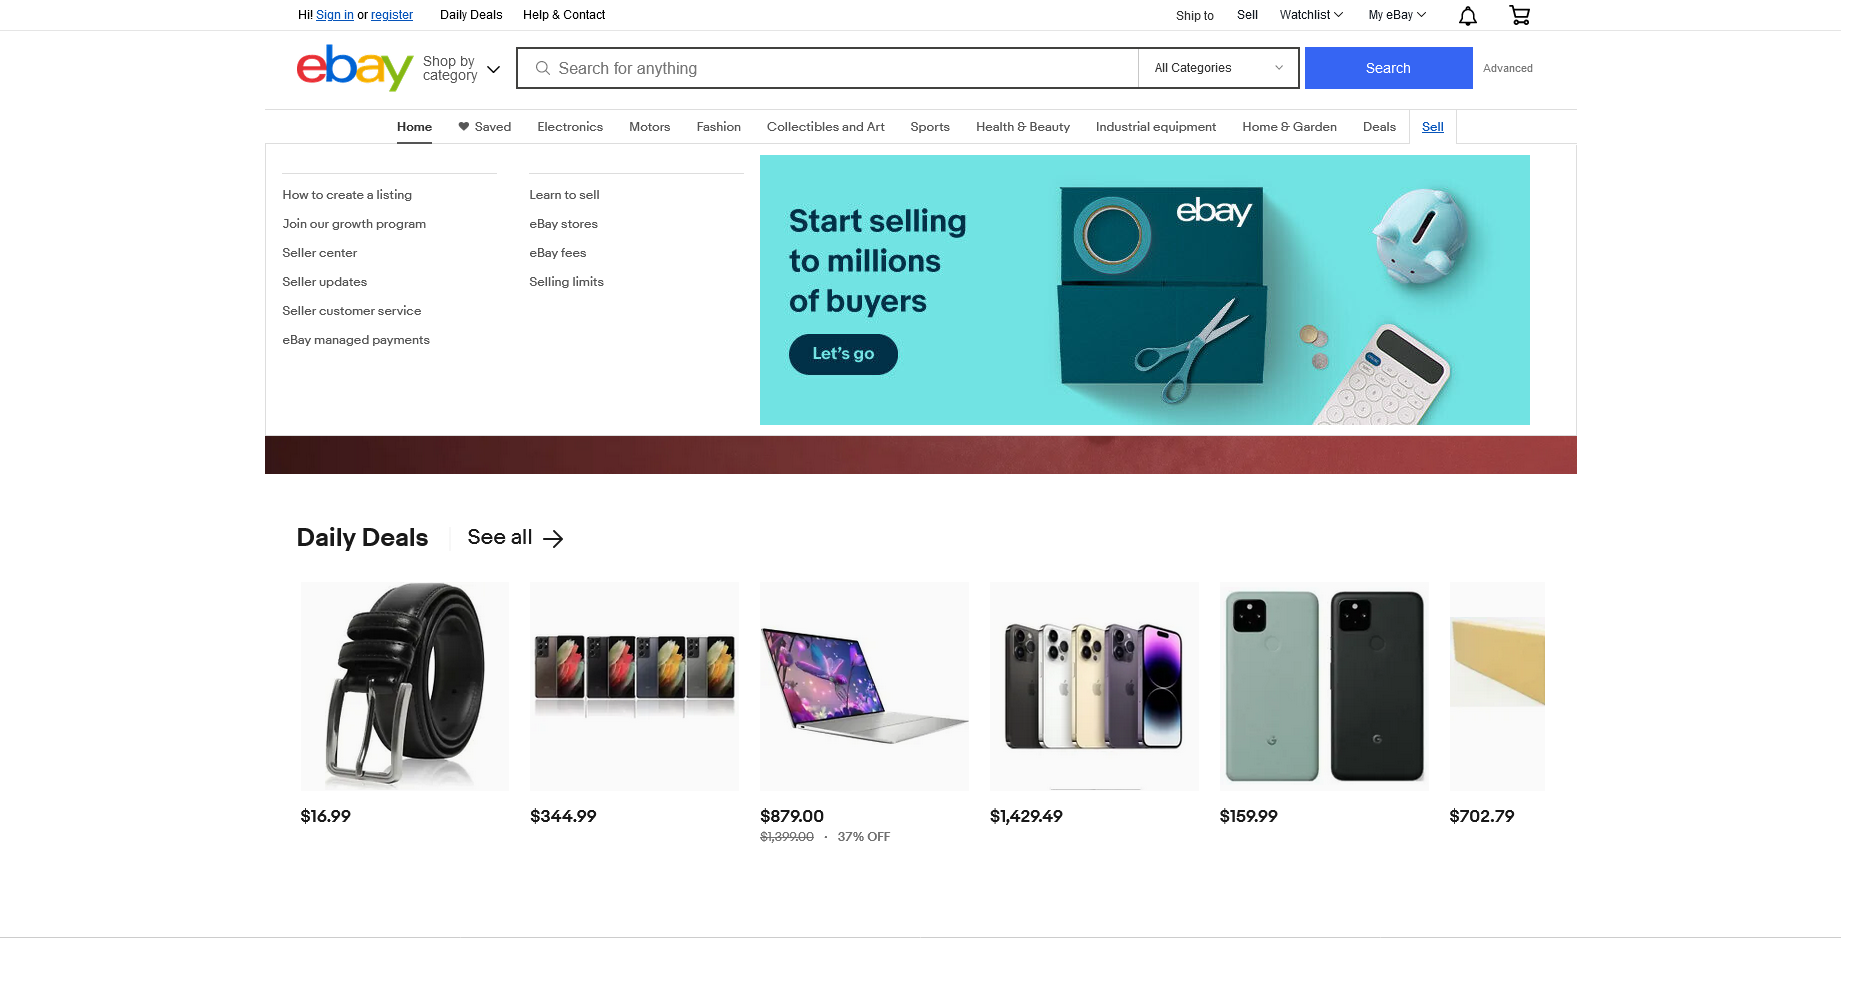 Hi! Sign in or register Daily Deals Help & Contact Ship to Sell Watchlist My eBay
ebay Shop by category Search for anything All Categories Search Advanced
Home Saved Electronics Motors Fashion Collectibles and Art Sports Health & Beauty Industrial equipment Home & Garden Deals Sell
How to create a listing
Join our growth program
Seller center
Seller updates
Seller customer service
eBay managed payments
Learn to sell
eBay stores
eBay fees
Selling limits
Start selling
to millions
of buyers
Let's go
ebay
Daily Deals See all
$16.99
$344.99
$879.00
$1,399.00 · 37% OFF
$1,429.49
$159.99
$702.79